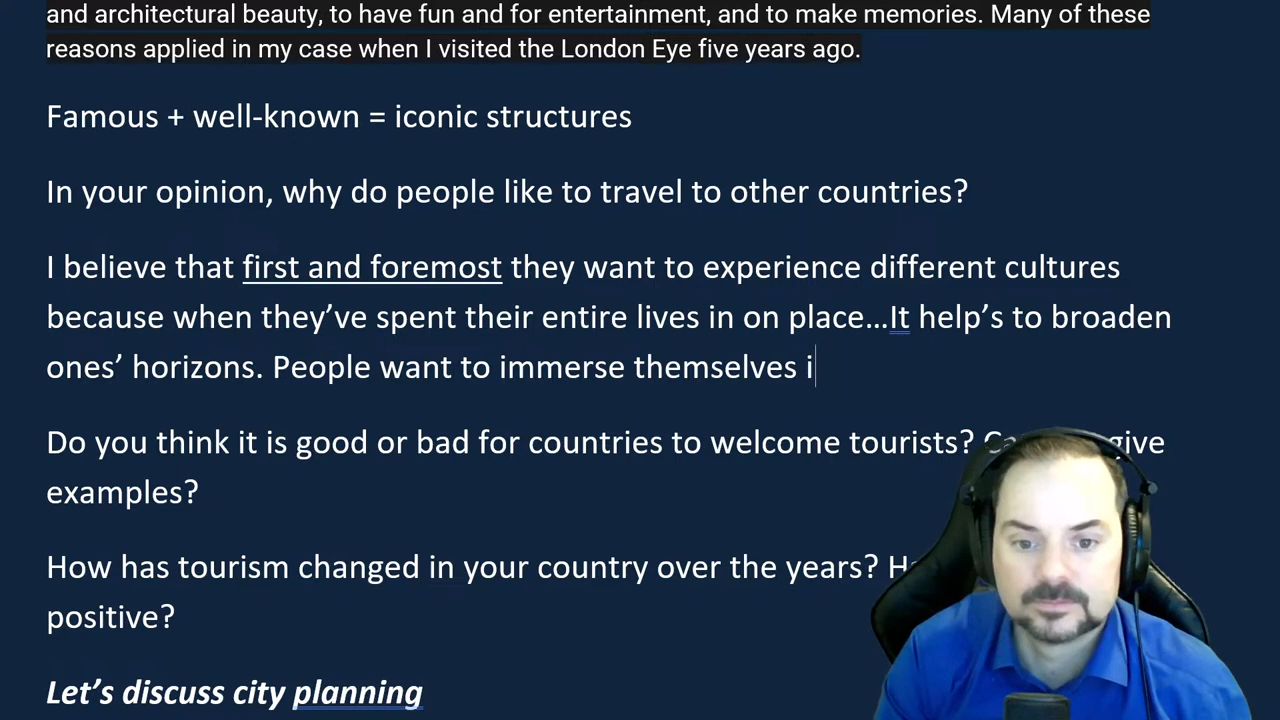 and architectural beauty, to have fun and for entertainment, and to make memories. Many of these
reasons applied in my case when I visited the London Eye five years ago.
Famous + well-known = iconic structures
In your opinion, why do people like to travel to other countries?
I believe that first and foremost they want to experience different cultures
because when they’ve spent their entire lives in on place…It help’s to broaden
ones’ horizons. People want to immerse themselves i
Do you think it is good or bad for countries to welcome tourists? give
examples?
How has tourism changed in your country over the years?
positive?
Let’s discuss city planning